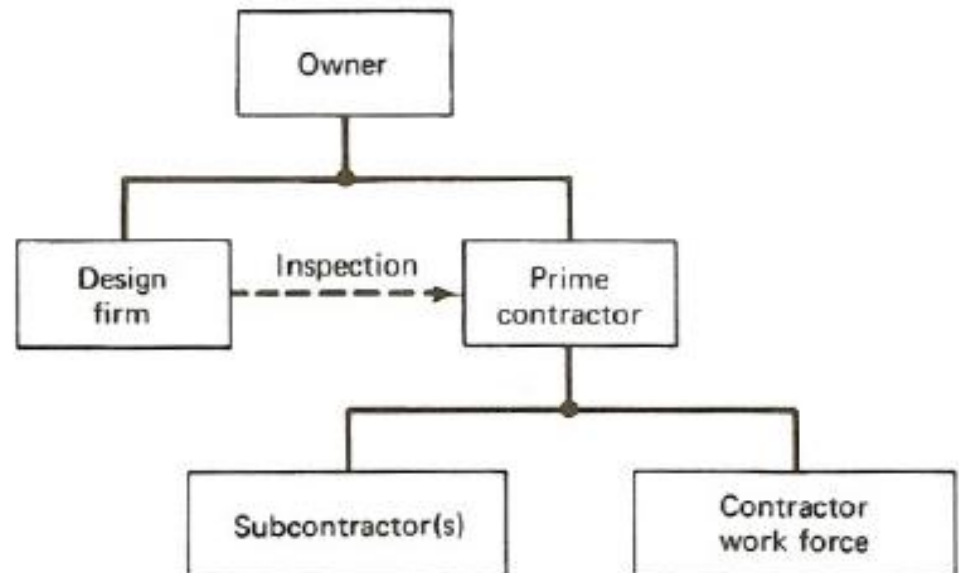 Owner
Design
firm
Inspection
Prime
contractor
Subcontractor(s)
Contractor
work force